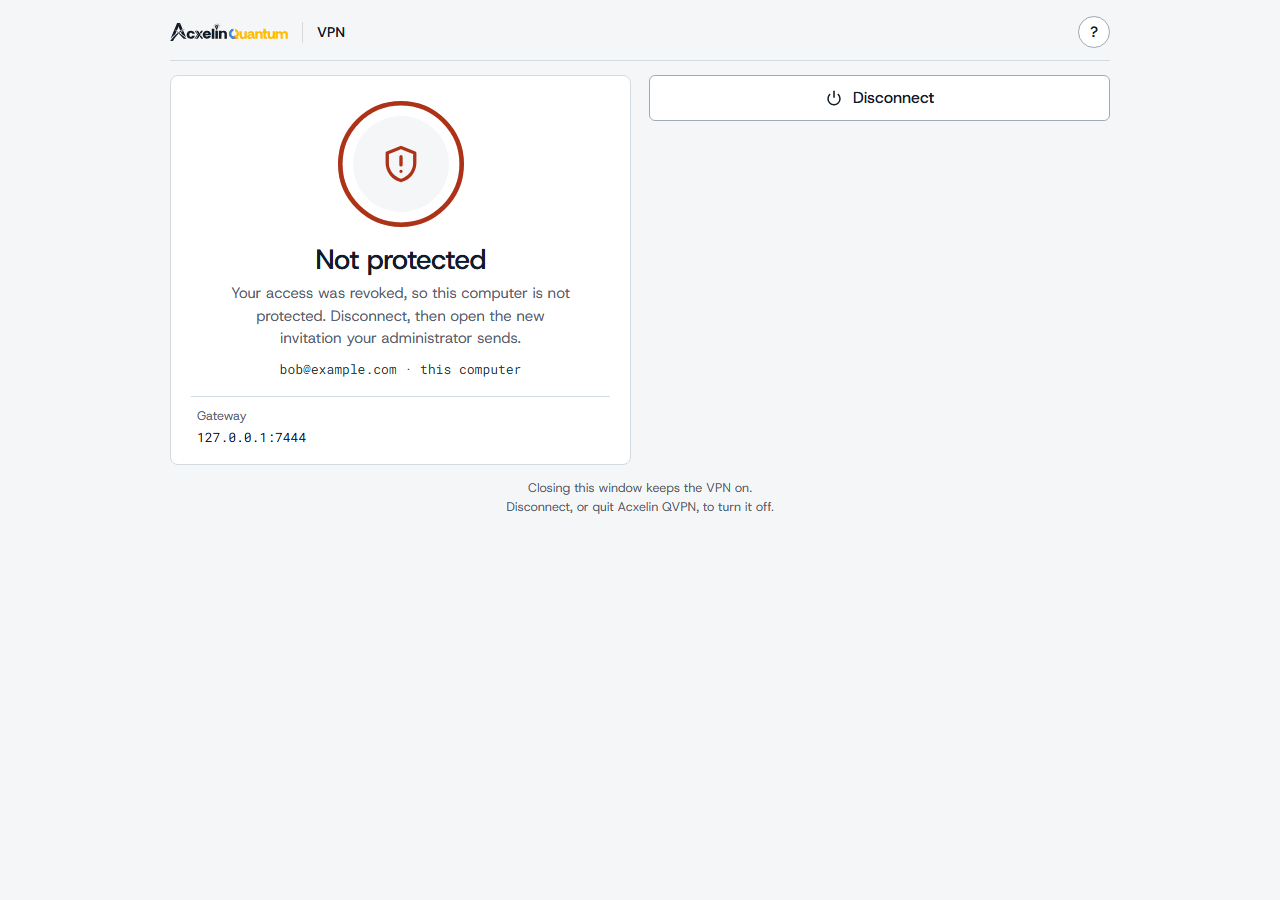 Acxelin Quantum VPN ?
Not protected
Your access was revoked, so this computer is not
protected. Disconnect, then open the new
invitation your administrator sends.
bob@example.com · this computer
Gateway
127.0.0.1:7444
Disconnect
Closing this window keeps the VPN on.
Disconnect, or quit Acxelin QVPN, to turn it off.